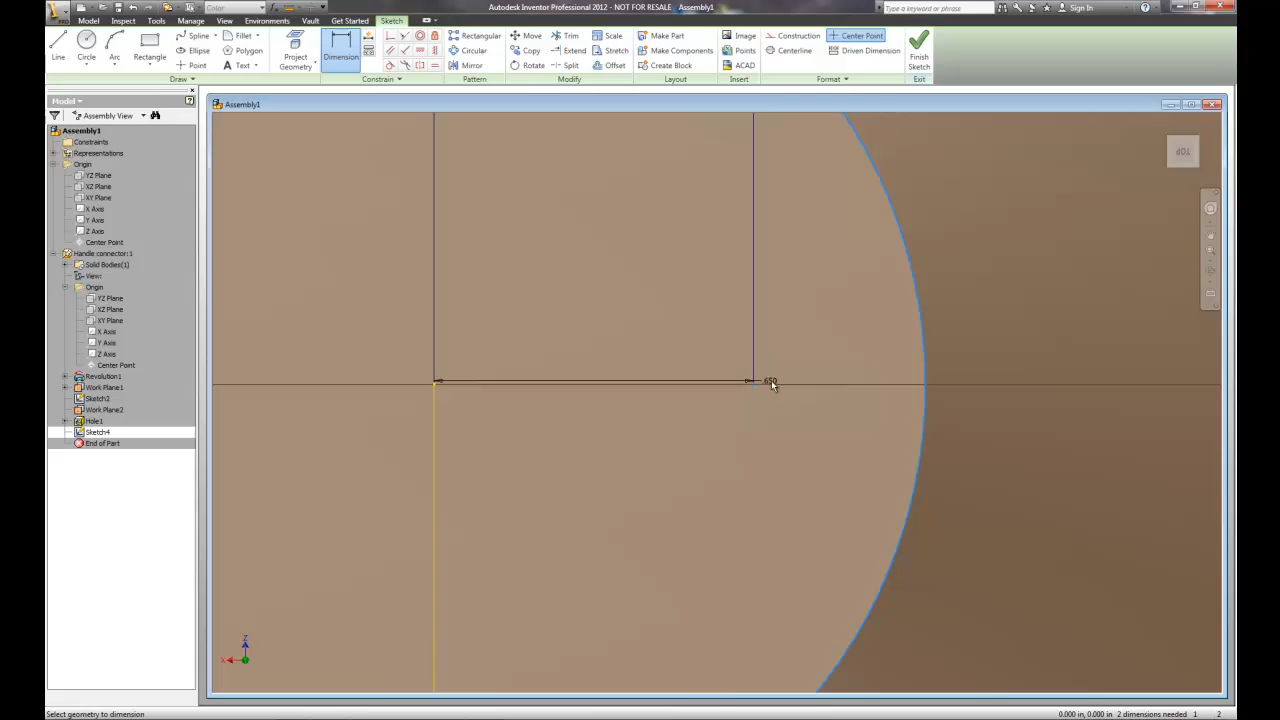 PRO
Color
Autodesk Inventor Professional 2012 - NOT FOR RESALE Assembly1
Type a keyword or phrase
Sign In
Model Inspect Tools Manage View Environments Vault Get Started Sketch
Line
Circle
Arc
Rectangle
Spline
Ellipse
Point
Fillet
Polygon
Text
Project
Geometry
Dimension
Rectangular
Circular
Mirror
Move
Copy
Rotate
Trim
Extend
Split
Scale
Stretch
Offset
Make Part
Make Components
Create Block
Image
Points
ACAD
Construction
Centerline
Center Point
Driven Dimension
Finish
Sketch
Draw
Constrain
Pattern
Modify
Layout
Insert
Format
Exit
Model
Assembly View
Assembly1
Constraints
Representations
Origin
YZ Plane
XZ Plane
XY Plane
X Axis
Y Axis
Z Axis
Center Point
Handle connector:1
Solid Bodies(1)
View:
Origin
YZ Plane
XZ Plane
XY Plane
X Axis
Y Axis
Z Axis
Center Point
Revolution1
Work Plane1
Sketch2
Work Plane2
Hole1
Sketch4
End of Part
Assembly1
TOP
.650
Z
X
Select geometry to dimension
0.000 in, 0.000 in 2 dimensions needed 1 2